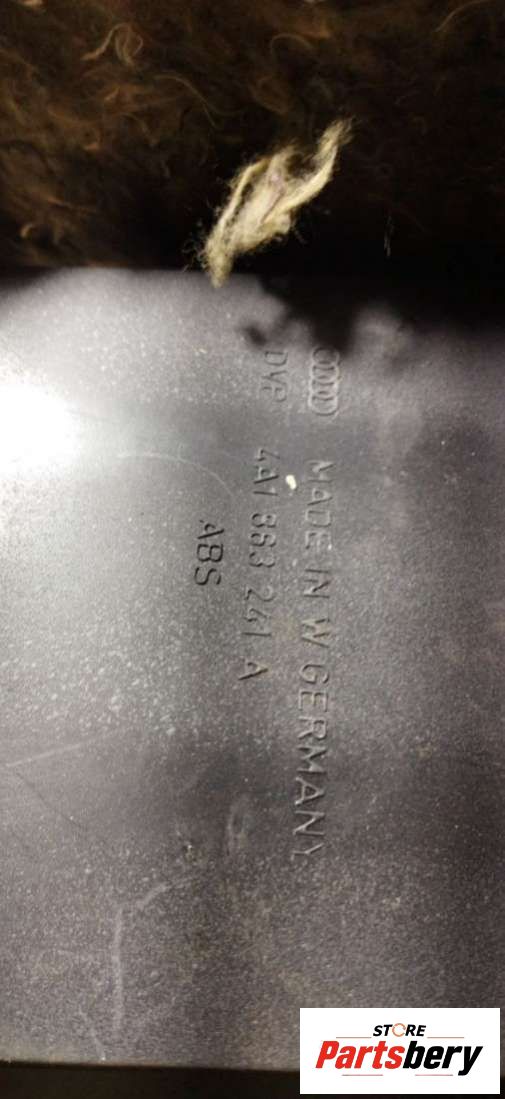 MADE IN W GERMANY
DVP 4A1 863 241 A
ABS
STORE
Partsbery